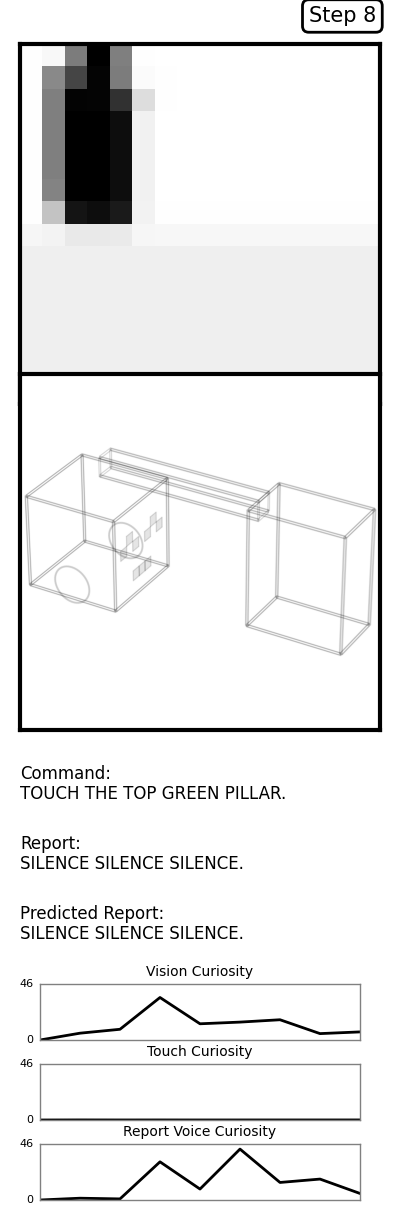 Step 8
Command:
TOUCH THE TOP GREEN PILLAR.
Report:
SILENCE SILENCE SILENCE.
Predicted Report:
SILENCE SILENCE SILENCE.
Vision Curiosity
46
0
Touch Curiosity
46
0
Report Voice Curiosity
46
0